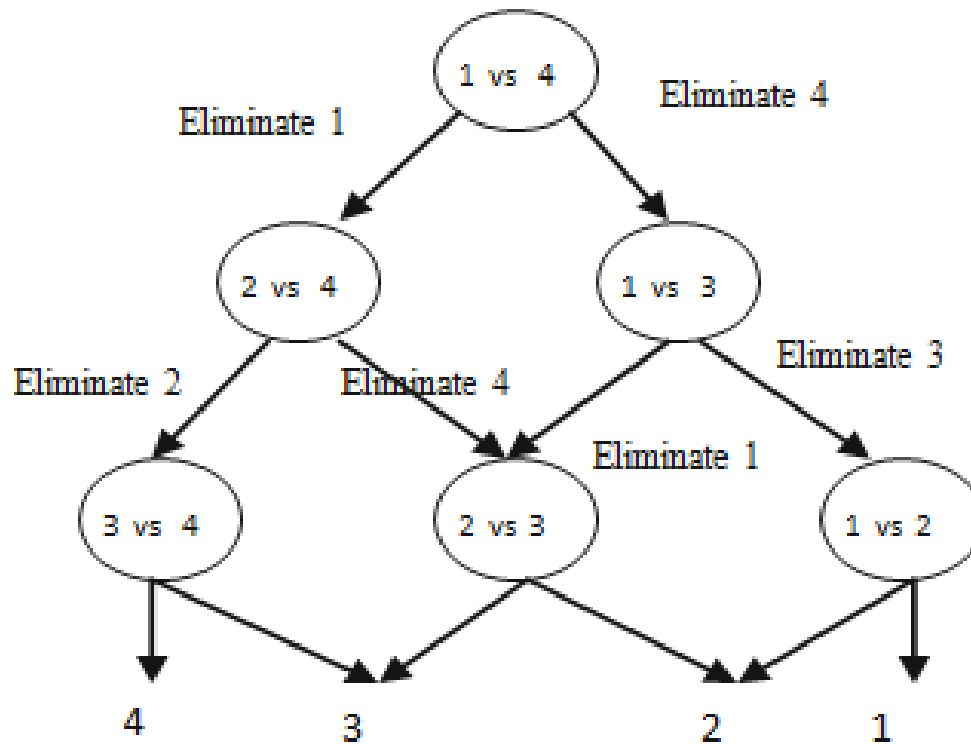 1 vs 4
Eliminate 1
Eliminate 4
2 vs 4
1 vs 3
Eliminate 2
Eliminate 4
Eliminate 3
Eliminate 1
3 vs 4
2 vs 3
1 vs 2
4
3
2
1